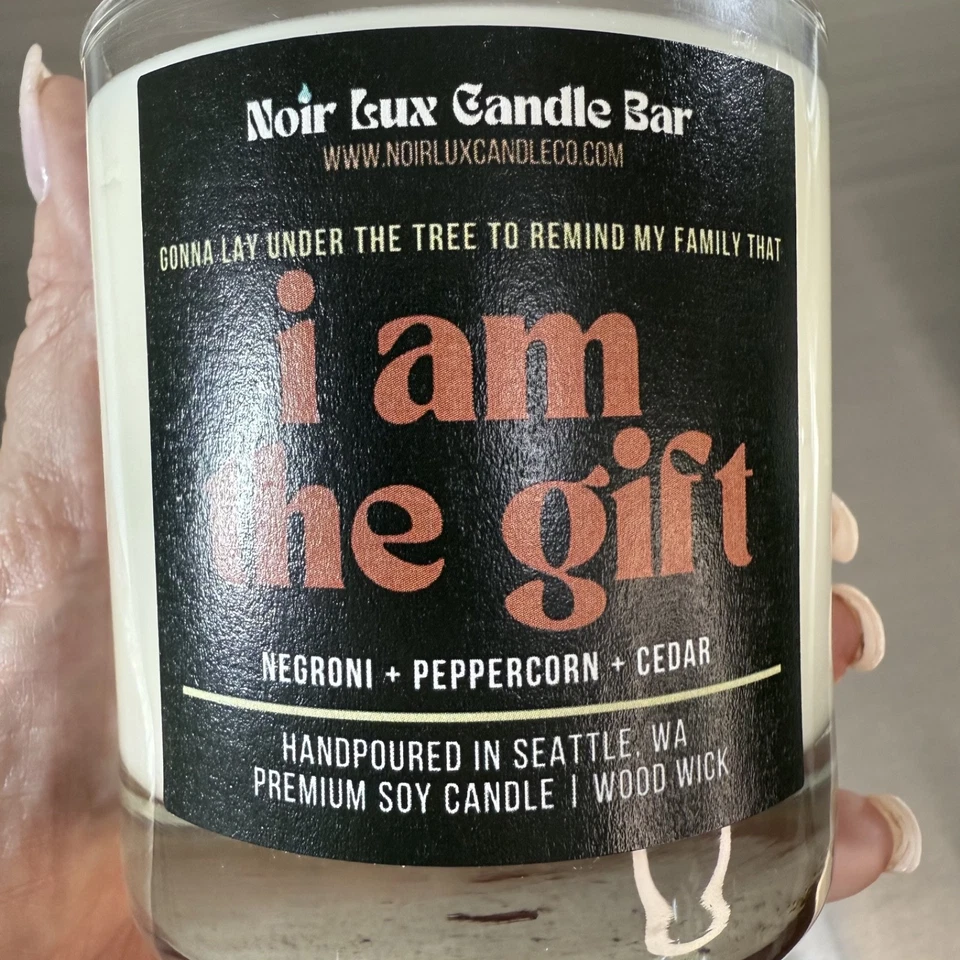 Noir Lux Candle Bar
WWW.NOIRLUXCANDLECO.COM
GONNA LAY UNDER THE TREE TO REMIND MY FAMILY THAT
i am
the gift
NEGRONI + PEPPERCORN + CEDAR
HANDPOURED IN SEATTLE, WA
PREMIUM SOY CANDLE | WOOD WICK